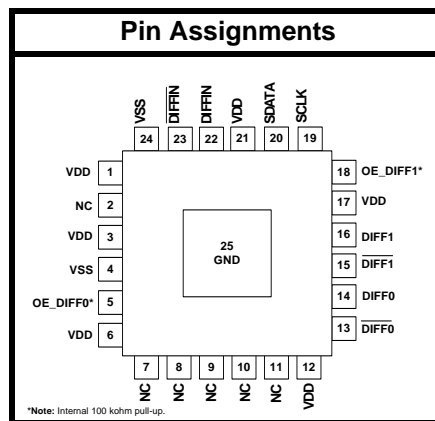 Pin Assignments
VSS
DIFFIN
DIFFIN
VDD
SDATA
SCLK
24 23 22 21 20 19
VDD 1
NC 2
VDD 3
VSS 4
OE_DIFF0* 5
VDD 6
25
GND
18 OE_DIFF1*
17 VDD
16 DIFF1
15 DIFF1
14 DIFF0
13 DIFF0
7 8 9 10 11 12
NC
NC
NC
NC
NC
VDD
*Note: Internal 100 kohm pull-up.